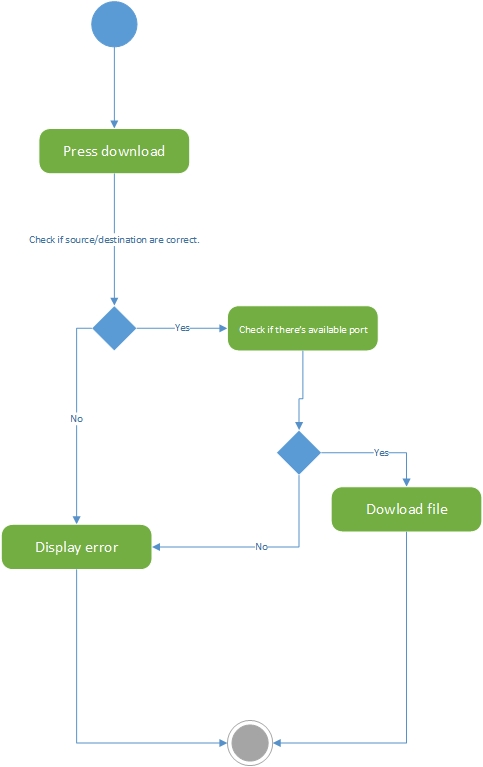 Press download
Check if source/destination are correct.
Yes
Check if there's available port
No
Yes
Dowload file
Display error
No